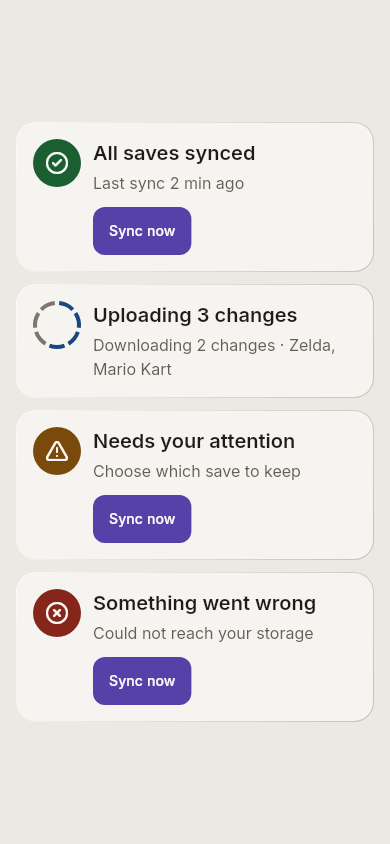 All saves synced
Last sync 2 min ago
Sync now
Uploading 3 changes
Downloading 2 changes · Zelda,
Mario Kart
Needs your attention
Choose which save to keep
Sync now
Something went wrong
Could not reach your storage
Sync now